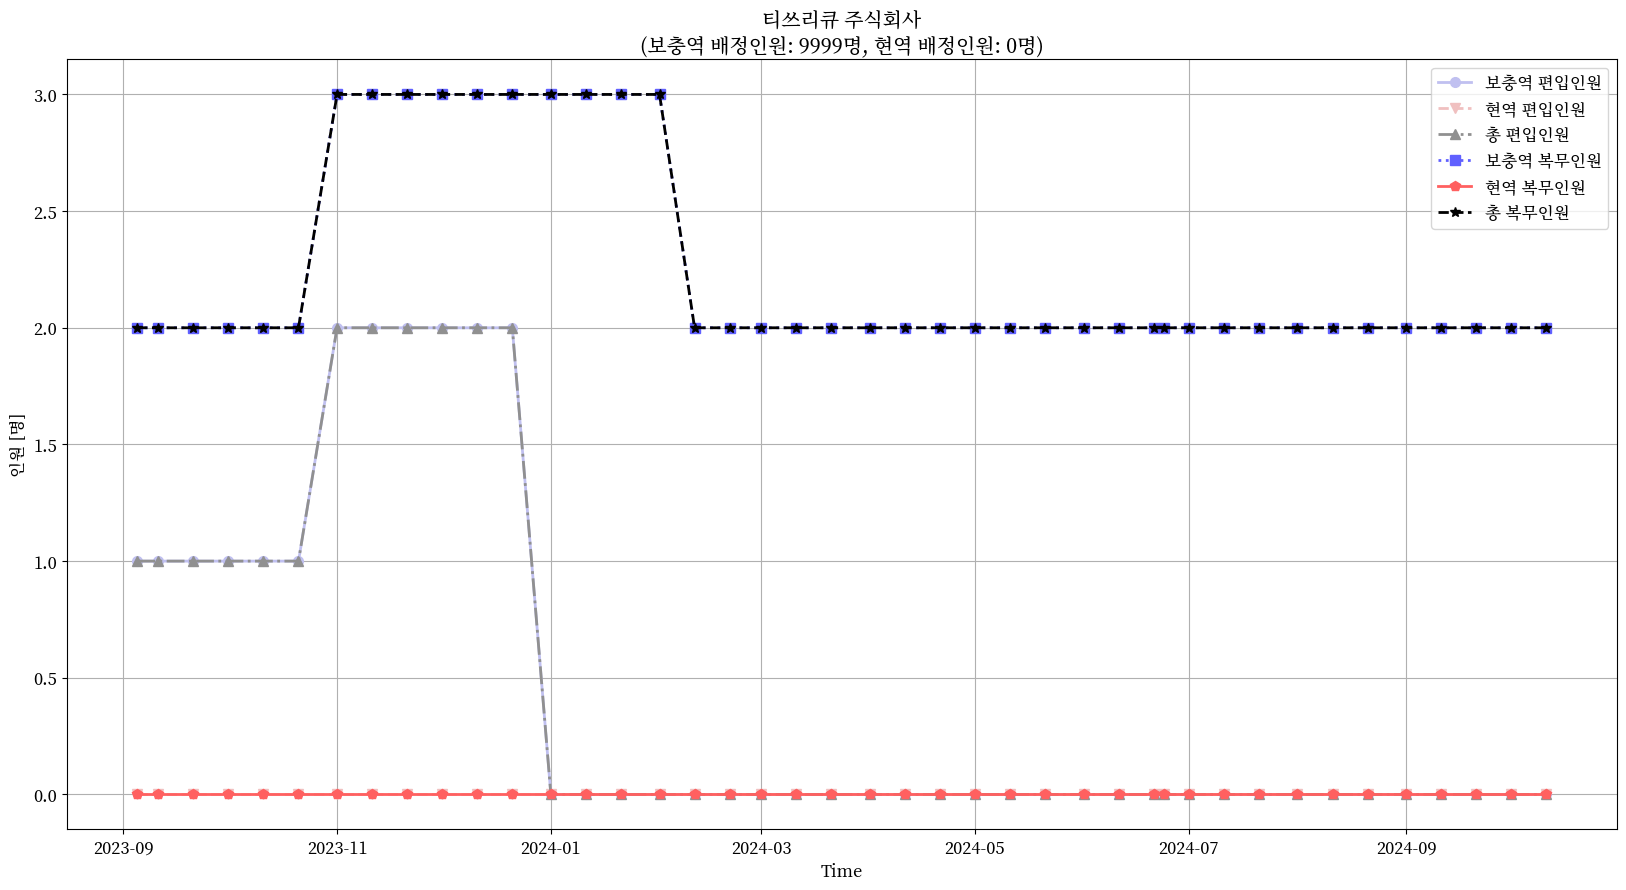 티쓰리큐 주식회사
(보충역 배정인원: 9999명, 현역 배정인원: 0명)
보충역 편입인원
현역 편입인원
총 편입인원
보충역 복무인원
현역 복무인원
총 복무인원
인원 [명]
3.0
2.5
2.0
1.5
1.0
0.5
0.0
2023-09
2023-11
2024-01
2024-03
2024-05
2024-07
2024-09
Time